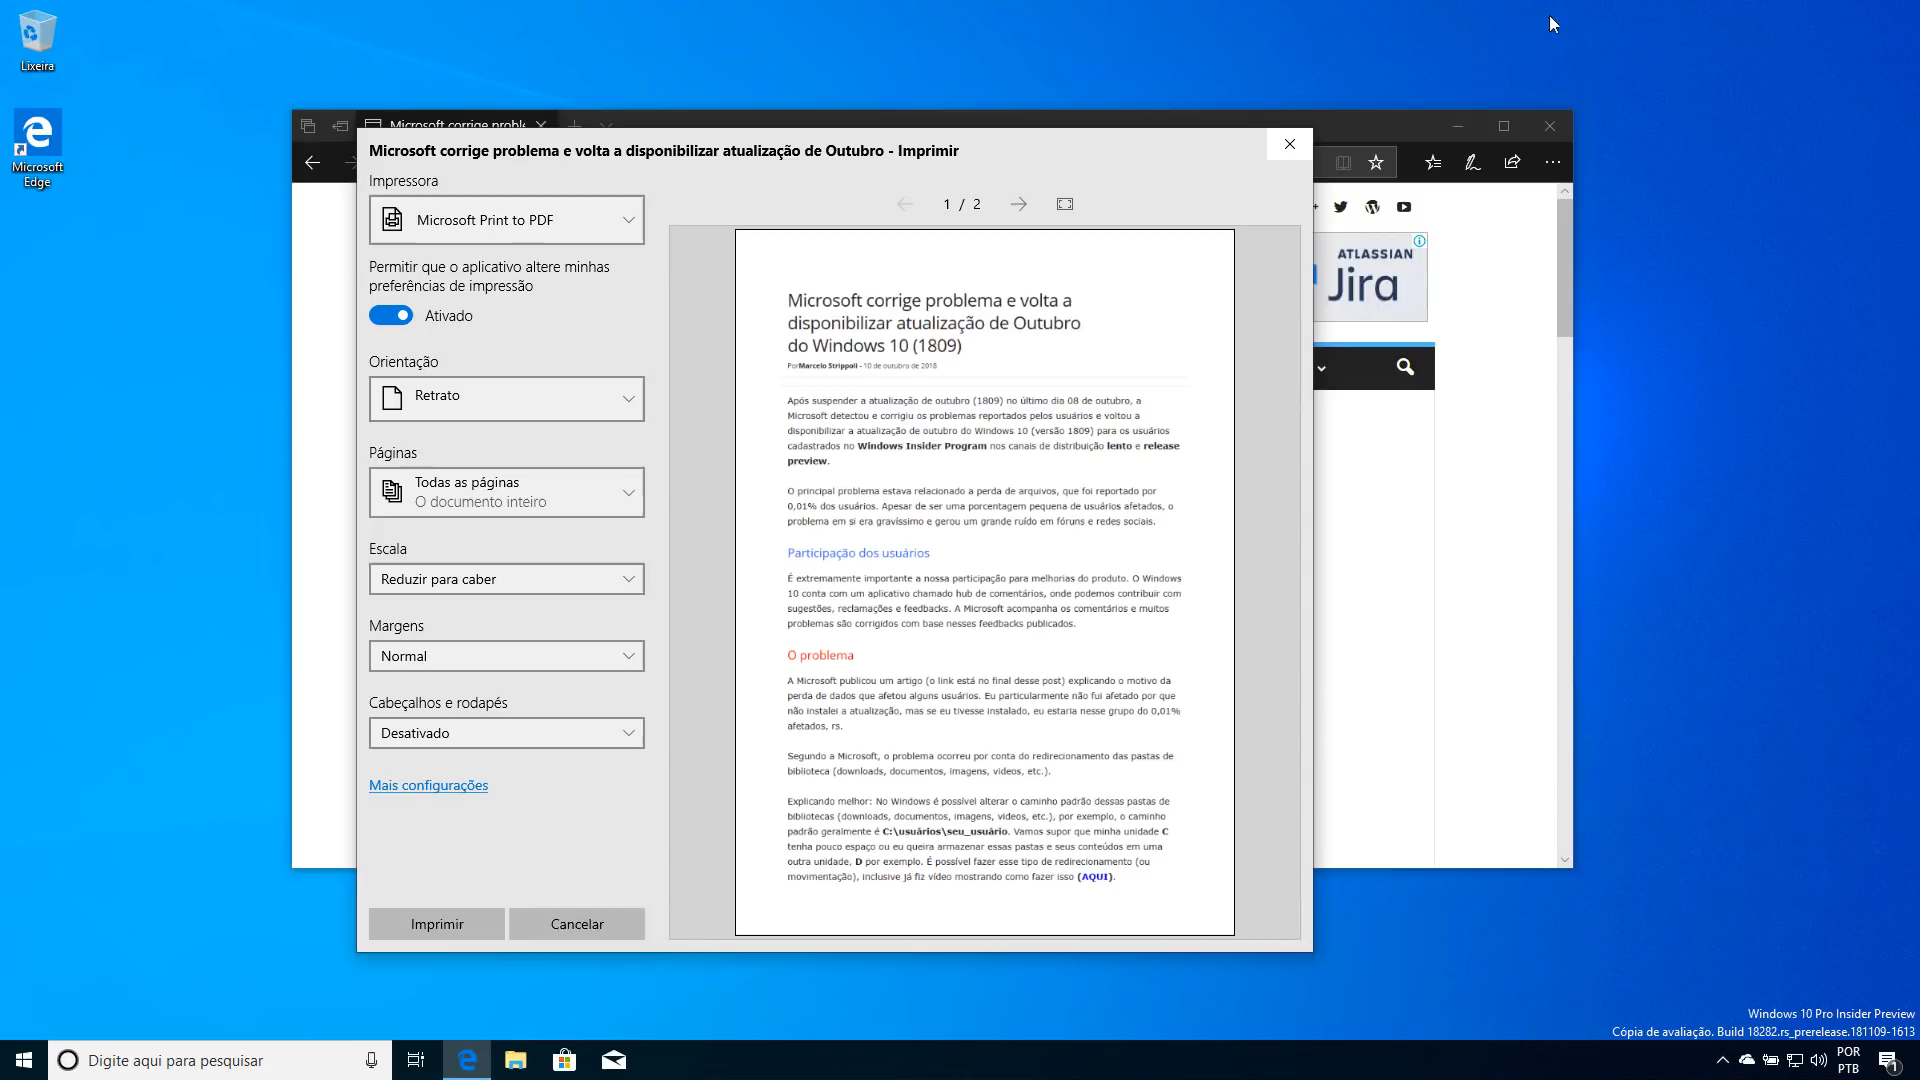 Lixeira
Microsoft
Edge
Microsoft corrige proble
Microsoft corrige problema e volta a disponibilizar atualização de Outubro - Imprimir
Impressora
Microsoft Print to PDF
Permitir que o aplicativo altere minhas
preferências de impressão
Ativado
Orientação
Retrato
Páginas
Todas as páginas
O documento inteiro
Escala
Reduzir para caber
Margens
Normal
Cabeçalhos e rodapés
Desativado
Mais configurações
Imprimir
Cancelar
1 / 2
Microsoft corrige problema e volta a
disponibilizar atualização de Outubro
do Windows 10 (1809)
PorMarcelo Strippoli - 10 de outubro de 2018
Após suspender a atualização de outubro (1809) no último dia 08 de outubro, a
Microsoft detectou e corrigiu os problemas reportados pelos usuários e voltou a
disponibilizar a atualização de outubro do Windows 10 (versão 1809) para os usuários
cadastrados no Windows Insider Program nos canais de distribuição lento e release
preview.
O principal problema estava relacionado a perda de arquivos, que foi reportado por
0,01% dos usuários. Apesar de ser uma porcentagem pequena de usuários afetados, o
problema em si era gravíssimo e gerou um grande ruído em fóruns e redes sociais.
Participação dos usuários
É extremamente importante a nossa participação para melhorias do produto. O Windows
10 conta com um aplicativo chamado hub de comentários, onde podemos contribuir com
sugestões, reclamações e feedbacks. A Microsoft acompanha os comentários e muitos
problemas são corrigidos com base nesses feedbacks publicados.
O problema
A Microsoft publicou um artigo (o link está no final desse post) explicando o motivo da
perda de dados que afetou alguns usuários. Eu particularmente não fui afetado por que
não instalei a atualização, mas se eu tivesse instalado, eu estaria nesse grupo do 0,01%
afetados, rs.
Segundo a Microsoft, o problema ocorreu por conta do redirecionamento das pastas de
biblioteca (downloads, documentos, imagens, videos, etc.).
Explicando melhor: No Windows é possível alterar o caminho padrão dessas pastas de
bibliotecas (downloads, documentos, imagens, videos, etc.), por exemplo, o caminho
padrão geralmente é C:\usuários\seu_usuário. Vamos supor que minha unidade C
tenha pouco espaço ou eu queira armazenar essas pastas e seus conteúdos em uma
outra unidade, D por exemplo. É possível fazer esse tipo de redirecionamento (ou
movimentação), inclusive já fiz vídeo mostrando como fazer isso (AQUI).
ATLASSIAN
Jira
Windows 10 Pro Insider Preview
Cópia de avaliação. Build 18282.rs_prerelease.181109-1613
Digite aqui para pesquisar
POR
PTB
1